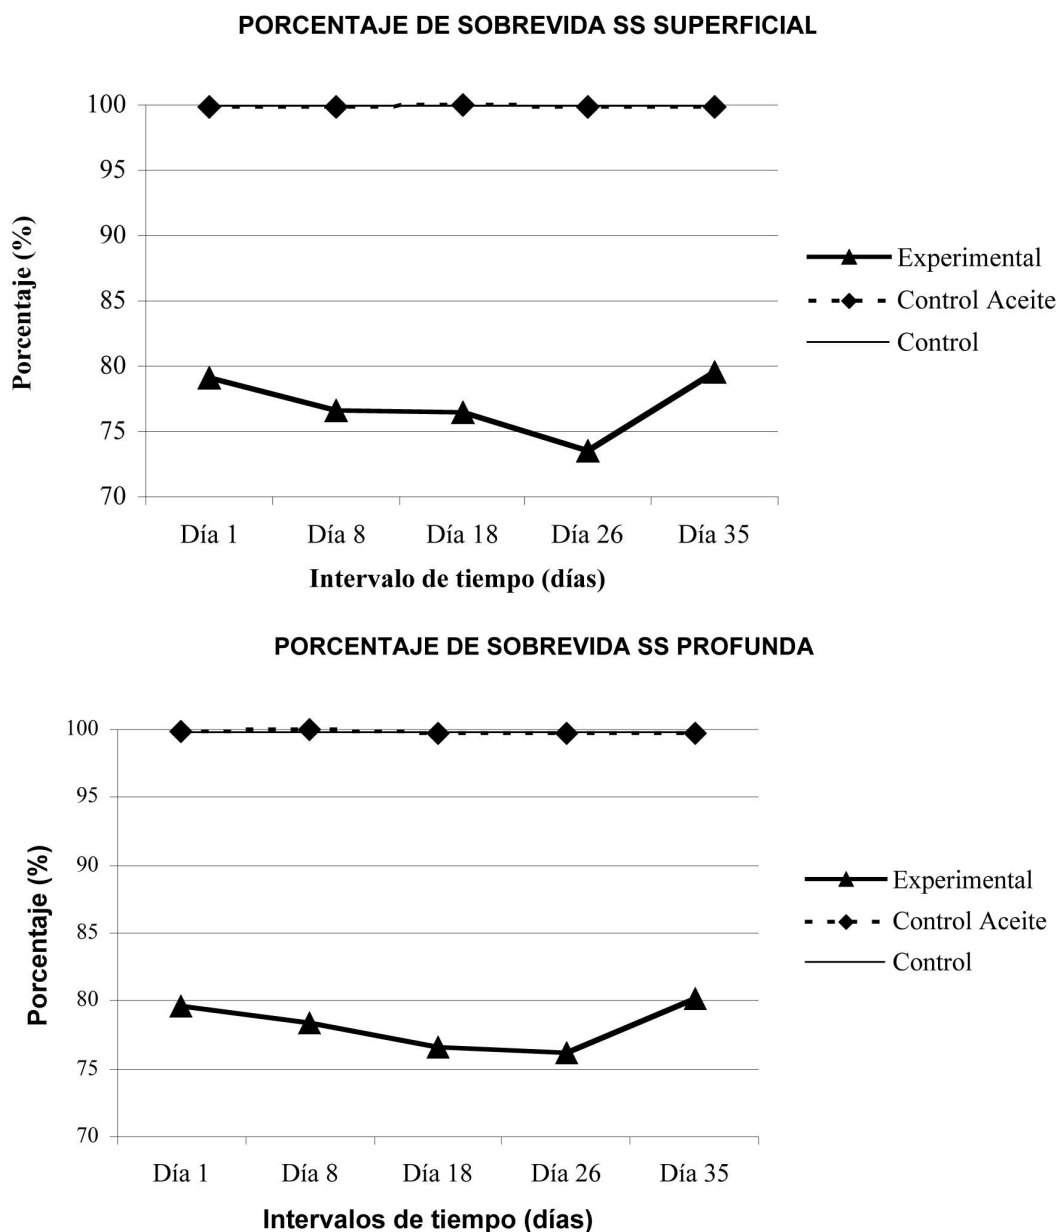 PORCENTAJE DE SOBREVIDA SS SUPERFICIAL
100
95
90
85
80
75
70
Porcentaje (%)
Experimental
Control Aceite
Control
Día 1 Día 8 Día 18 Día 26 Día 35
Intervalo de tiempo (días)
PORCENTAJE DE SOBREVIDA SS PROFUNDA
100
95
90
85
80
75
70
Porcentaje (%)
Experimental
Control Aceite
Control
Día 1 Día 8 Día 18 Día 26 Día 35
Intervalos de tiempo (días)